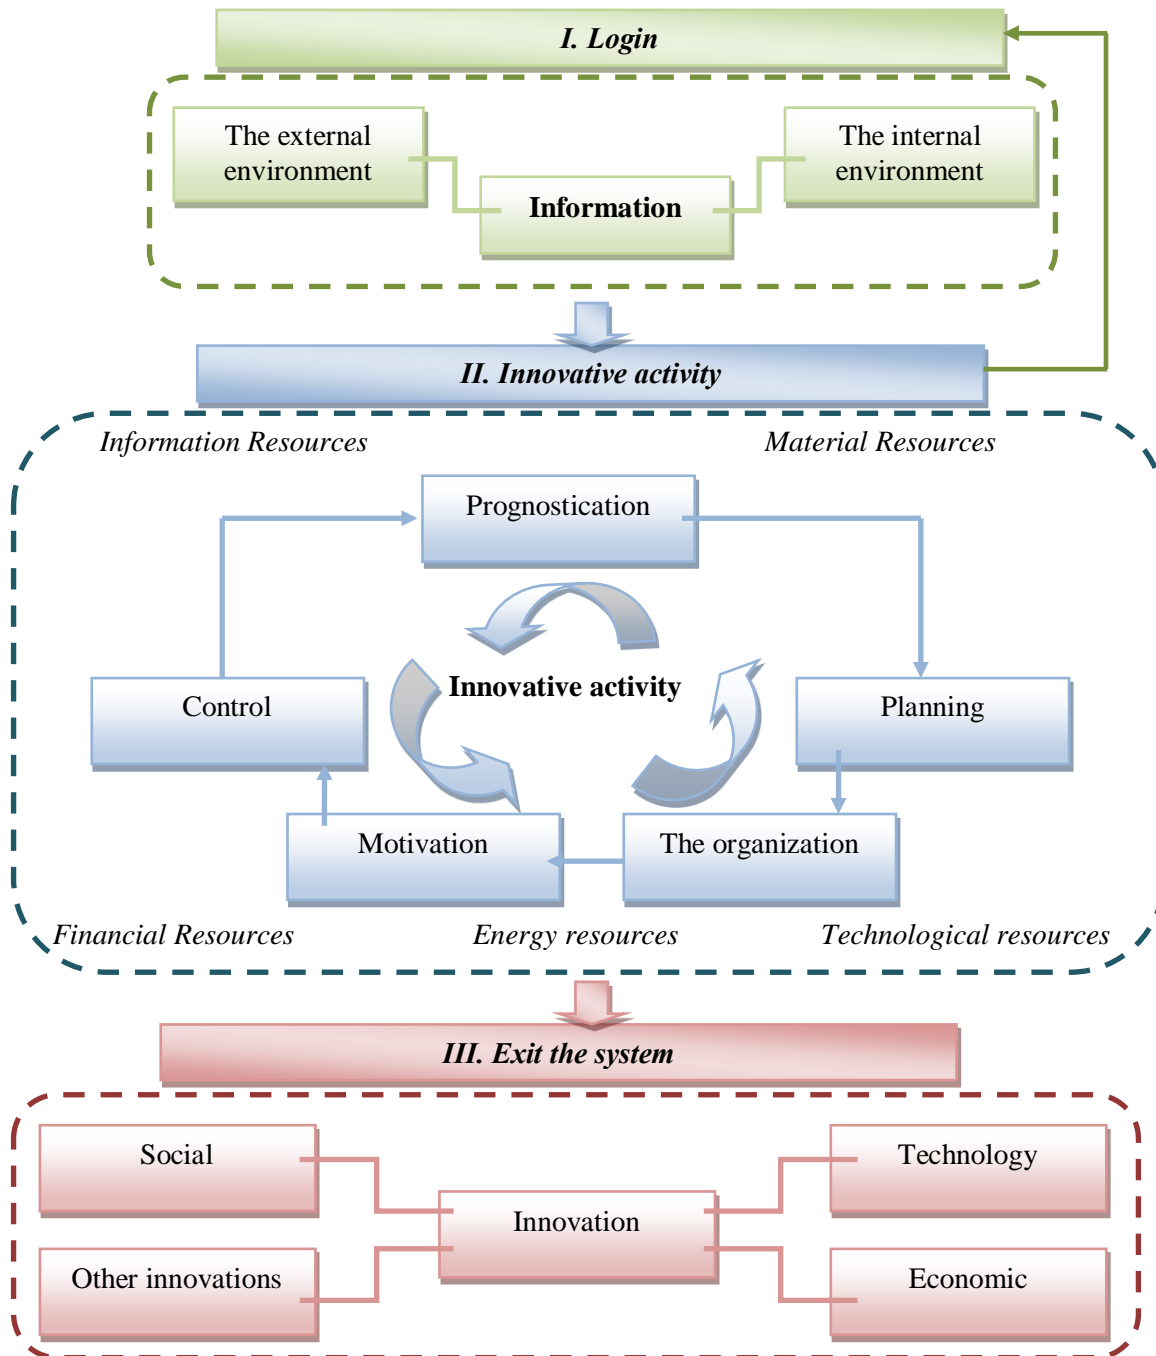 I. Login
The external
environment
The internal
environment
Information
II. Innovative activity
Information Resources
Material Resources
Prognostication
Innovative activity
Control
Planning
Motivation
The organization
Financial Resources
Energy resources
Technological resources
III. Exit the system
Social
Technology
Innovation
Other innovations
Economic